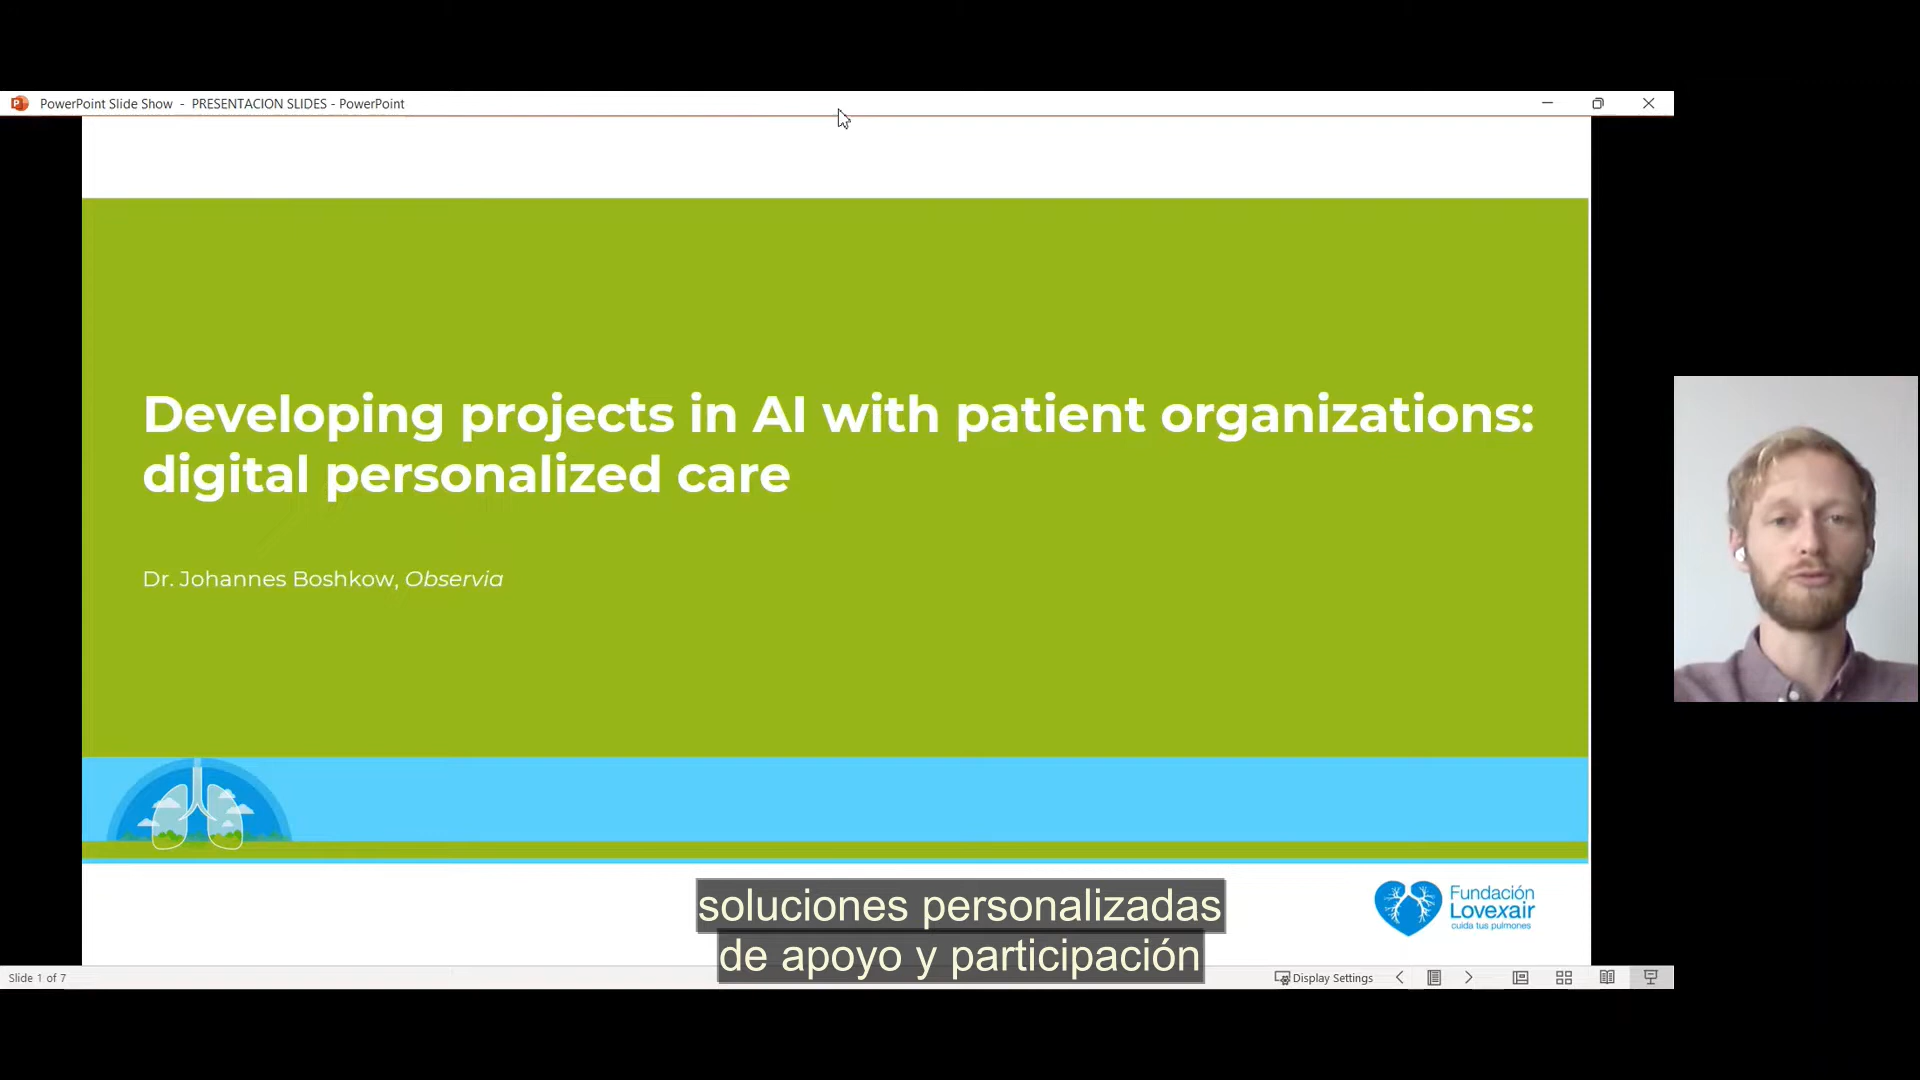 PowerPoint Slide Show - PRESENTACION SLIDES - PowerPoint
Developing projects in AI with patient organizations:
digital personalized care
Dr. Johannes Boshkow, Observia
Fundación
Lovexair
cuida tus pulmones
soluciones personalizadas
de apoyo y participación
Slide 1 of 7
Display Settings